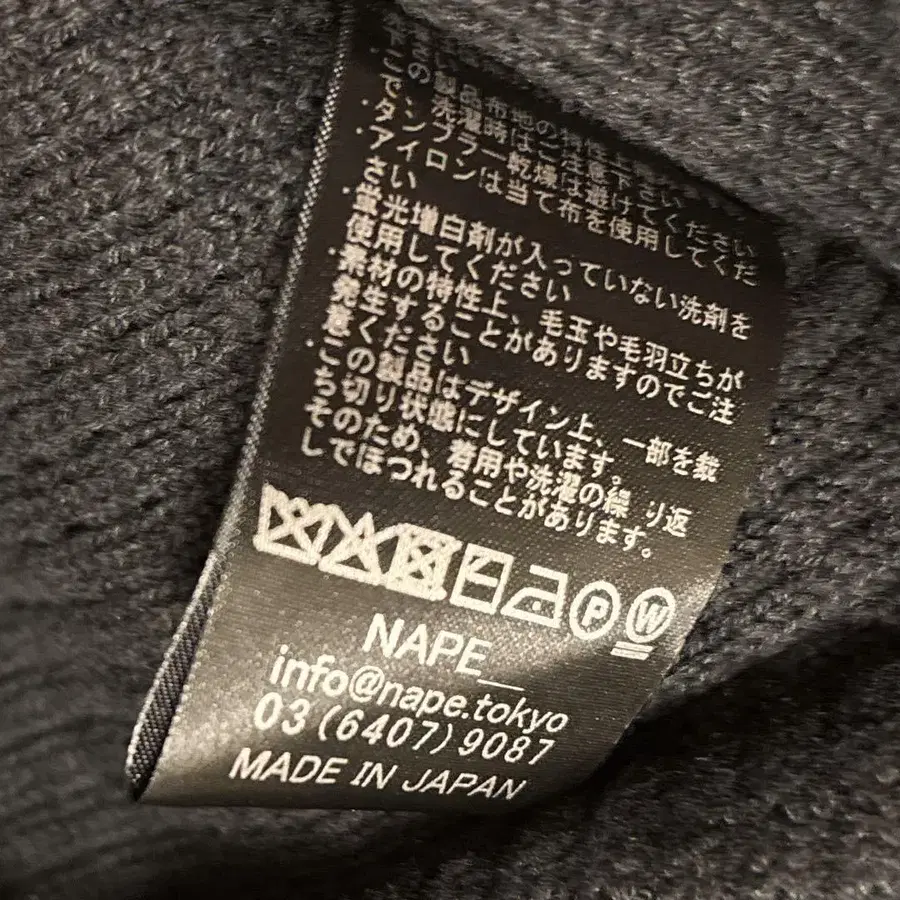 い製品布地の特性上
るの洗濯時はご注意下さい
でタンブラー乾燥は避けてください
・アイロンは当て布を使用してくだ
さい
・蛍光増白剤が入っていない洗剤を
使用してください
・素材の特性上、毛玉や毛羽立ちが
発生することがありますのでご注
意ください
・この製品はデザイン上、一部を裁
ち切り状態にしています。
そのため、着用や洗濯の繰り返
しでほつれることがあります。
P W
NAPE_
info@nape.tokyo
03(6407)9087
MADE IN JAPAN